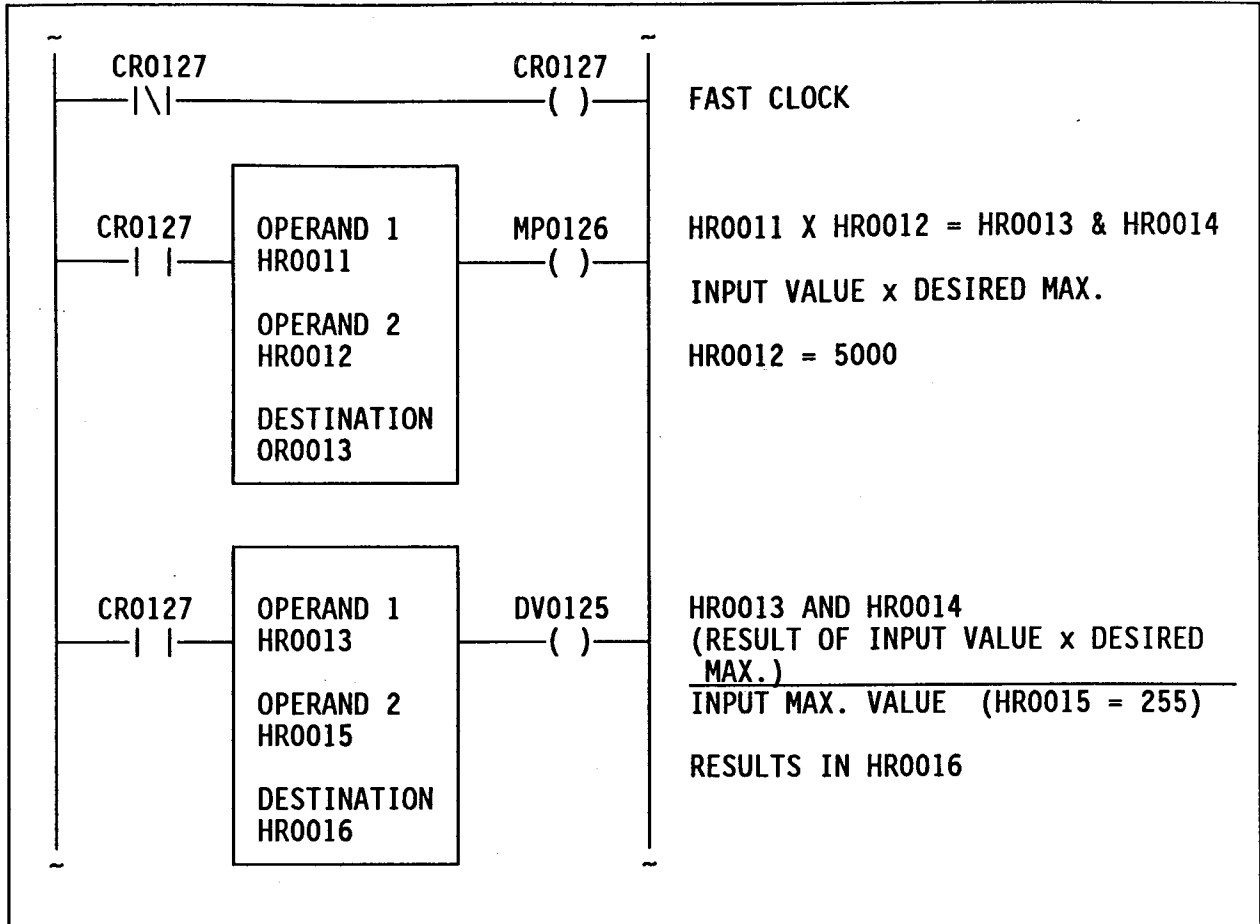 CR0127 CR0127
FAST CLOCK
CR0127 OPERAND 1 MP0126 HR0011 X HR0012 = HR0013 & HR0014
HR0011
INPUT VALUE x DESIRED MAX.
OPERAND 2
HR0012 HR0012 = 5000
DESTINATION
OR0013
CR0127 OPERAND 1 DV0125 HR0013 AND HR0014
HR0013 (RESULT OF INPUT VALUE x DESIRED
MAX.)
OPERAND 2 INPUT MAX. VALUE (HR0015 = 255)
HR0015
RESULTS IN HR0016
DESTINATION
HR0016